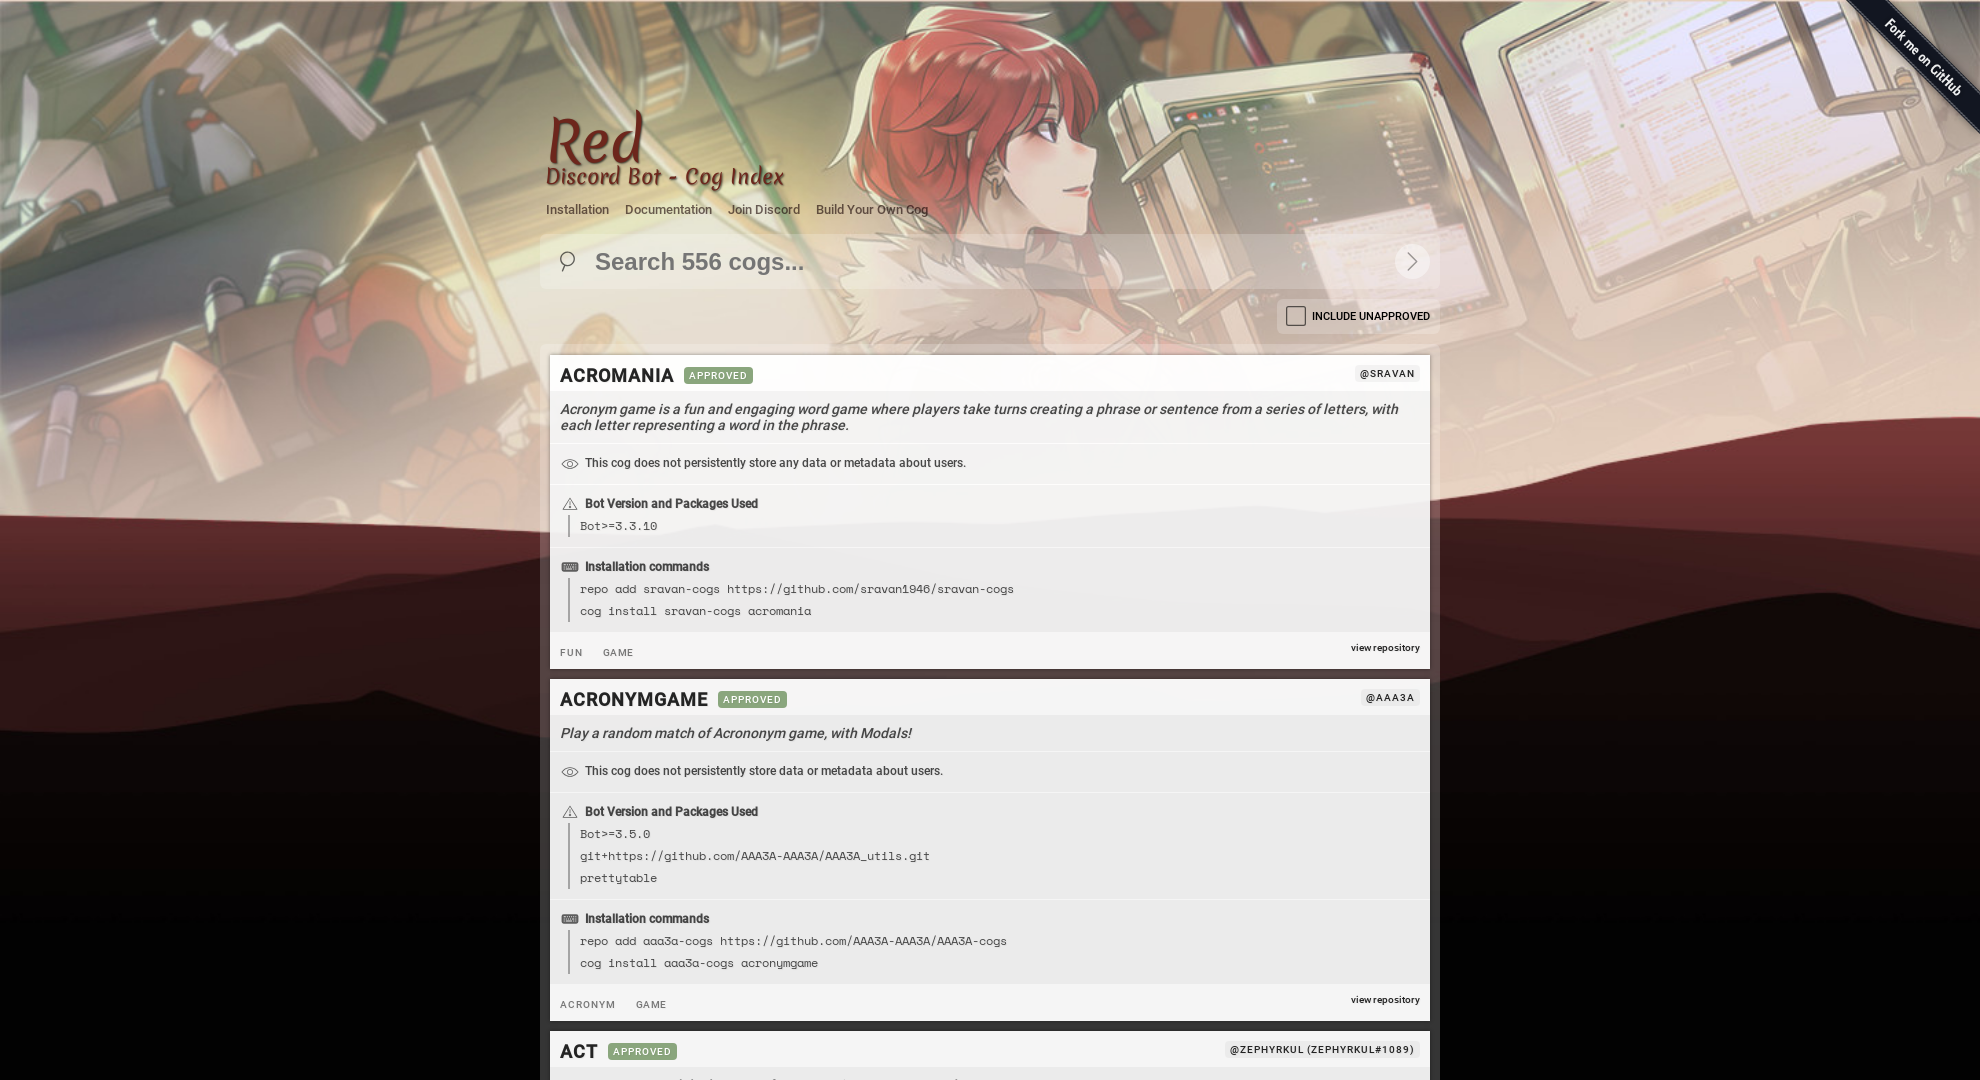 Fork me on GitHub
Red
Discord Bot - Cog Index
Installation Documentation Join Discord Build Your Own Cog
Search 556 cogs...
INCLUDE UNAPPROVED
ACROMANIA APPROVED @SRAVAN
Acronym game is a fun and engaging word game where players take turns creating a phrase or sentence from a series of letters, with
each letter representing a word in the phrase.
This cog does not persistently store any data or metadata about users.
Bot Version and Packages Used
Bot>=3.3.10
Installation commands
repo add sravan-cogs https://github.com/sravan1946/sravan-cogs
cog install sravan-cogs acromania
FUN GAME view repository
ACRONYMGAME APPROVED @AAA3A
Play a random match of Acrononym game, with Modals!
This cog does not persistently store data or metadata about users.
Bot Version and Packages Used
Bot>=3.5.0
git+https://github.com/AAA3A-AAA3A/AAA3A_utils.git
prettytable
Installation commands
repo add aaa3a-cogs https://github.com/AAA3A-AAA3A/AAA3A-cogs
cog install aaa3a-cogs acronymgame
ACRONYM GAME view repository
ACT APPROVED @ZEPHYRKUL (ZEPHYRKUL#1089)